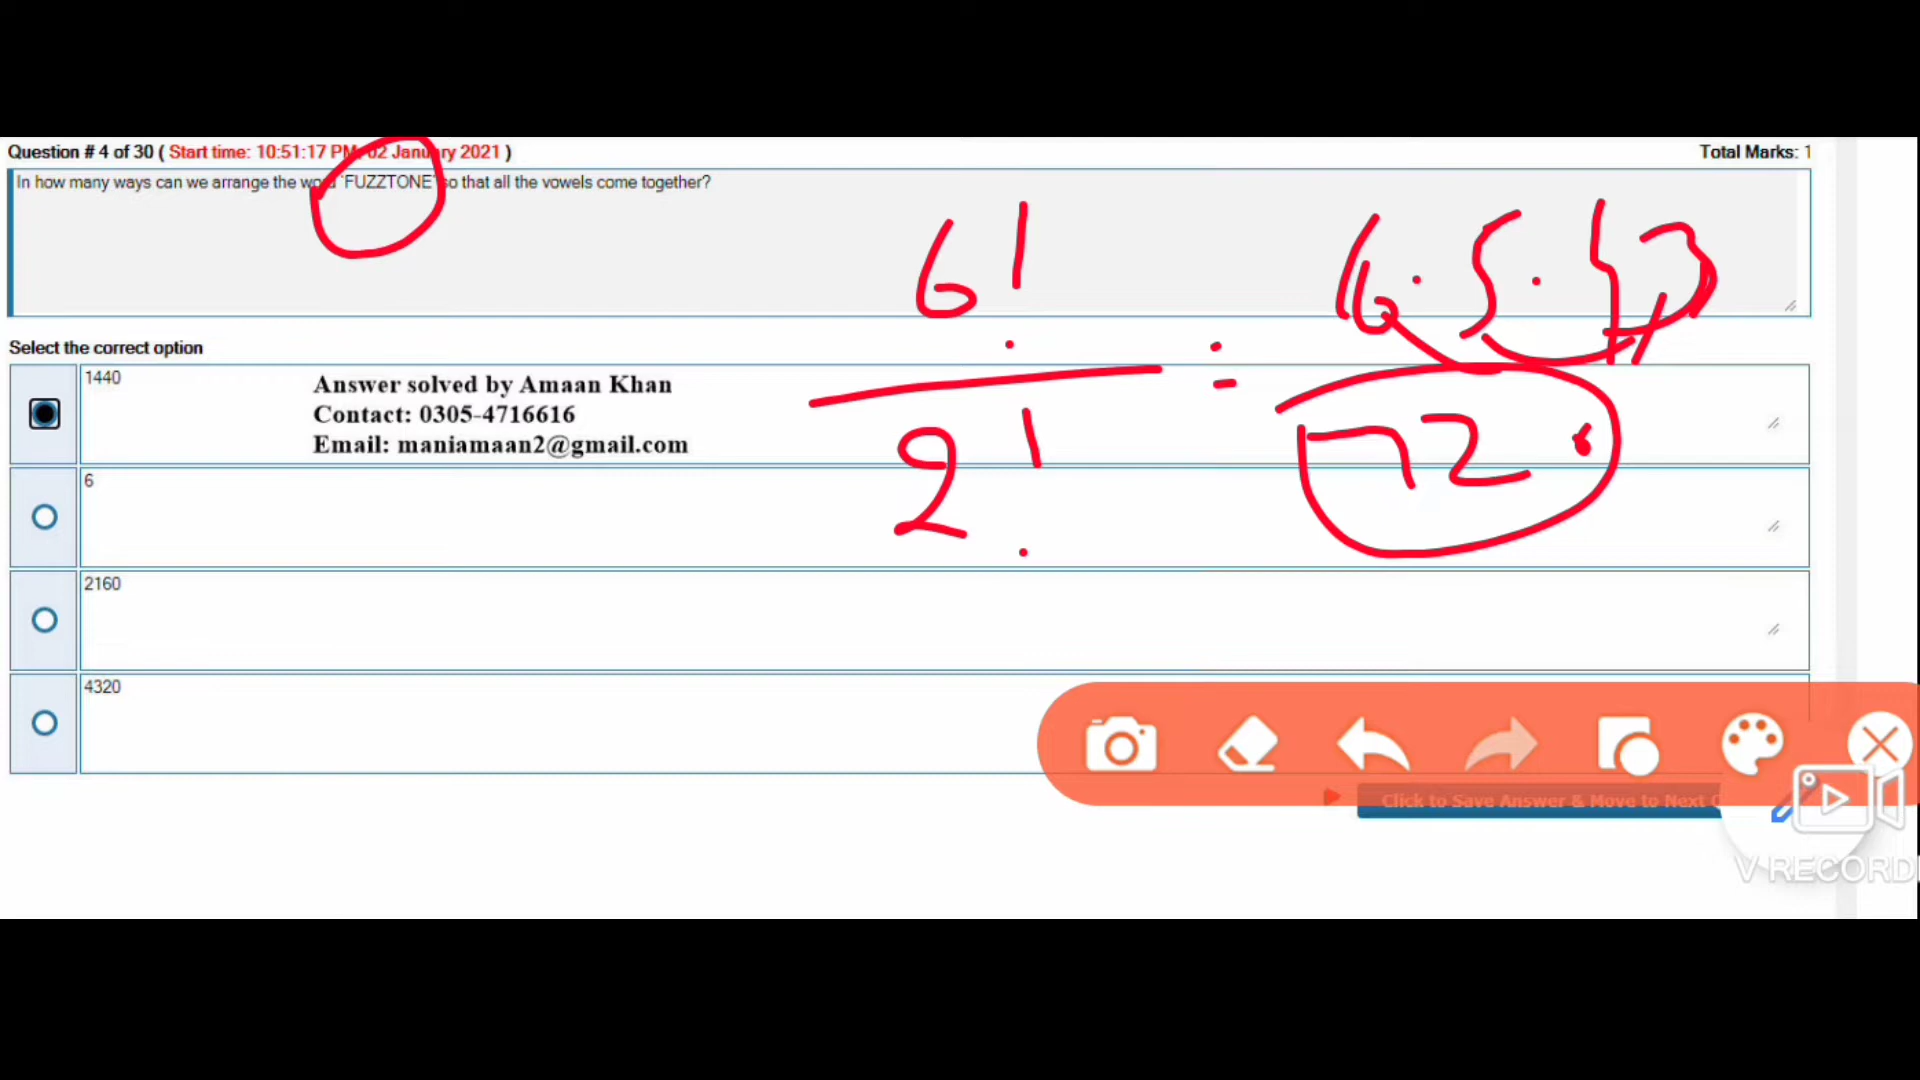 Question # 4 of 30 ( Start time: 10:51:17 PM, 02 January 2021 )
Total Marks: 1
In how many ways can we arrange the word `FUZZTONE' so that all the vowels come together?
6!
6.5.4.3
Select the correct option
1440
Answer solved by Amaan Khan
Contact: 0305-4716616
Email: maniamaan2@gmail.com
2!
72
6
2160
4320
Click to Save Answer & Move to Next
V RECORD